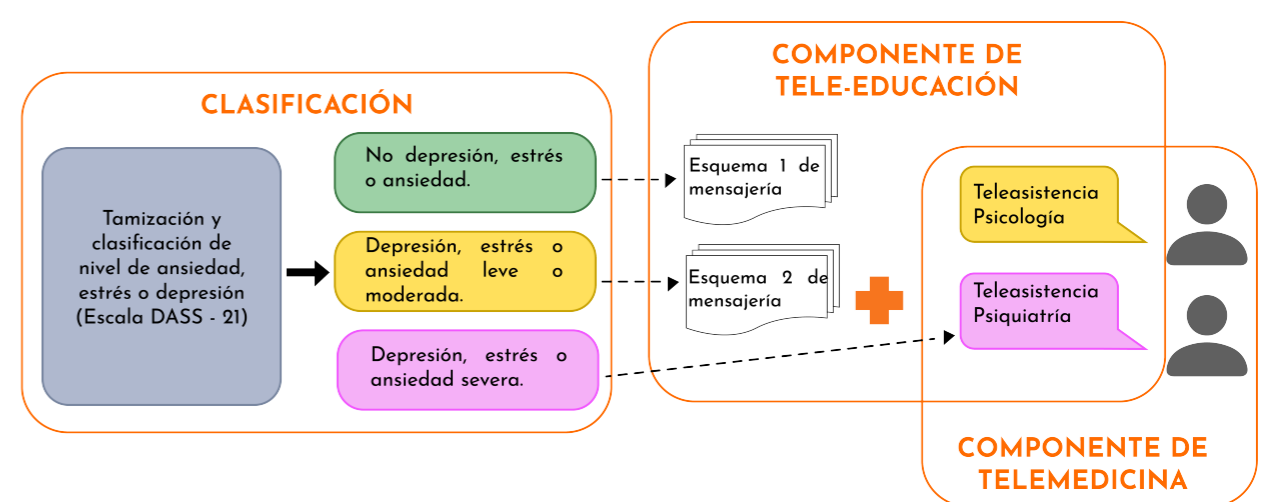 CLASIFICACIÓN
Tamización y
clasificación de
nivel de ansiedad,
estrés o depresión
(Escala DASS - 21)
No depresión, estrés
o ansiedad.
Depresión, estrés o
ansiedad leve o
moderada.
Depresión, estrés o
ansiedad severa.
COMPONENTE DE
TELE-EDUCACIÓN
Esquema 1 de
mensajería
Esquema 2 de
mensajería
Teleasistencia
Psicología
Teleasistencia
Psiquiatría
COMPONENTE DE
TELEMEDICINA